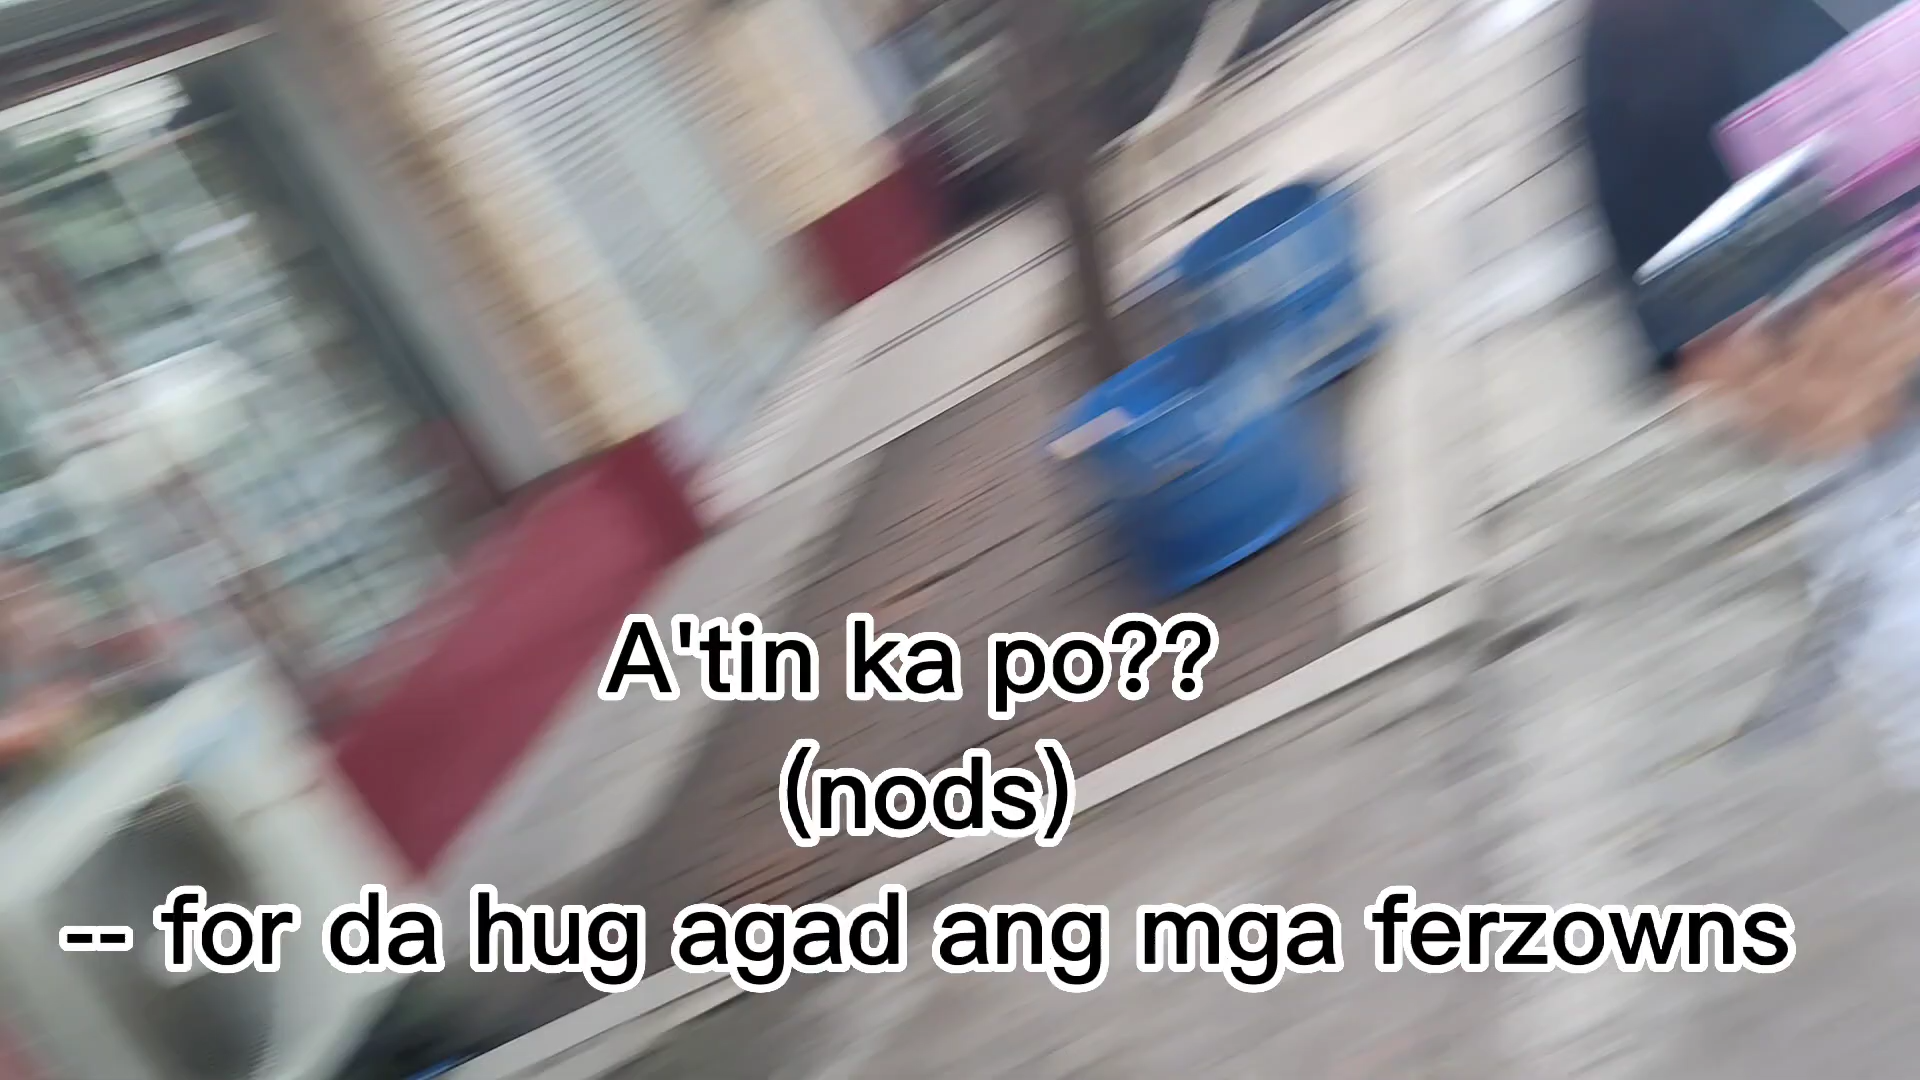 A'tin ka po??
(nods)
-- for da hug agad ang mga ferzowns